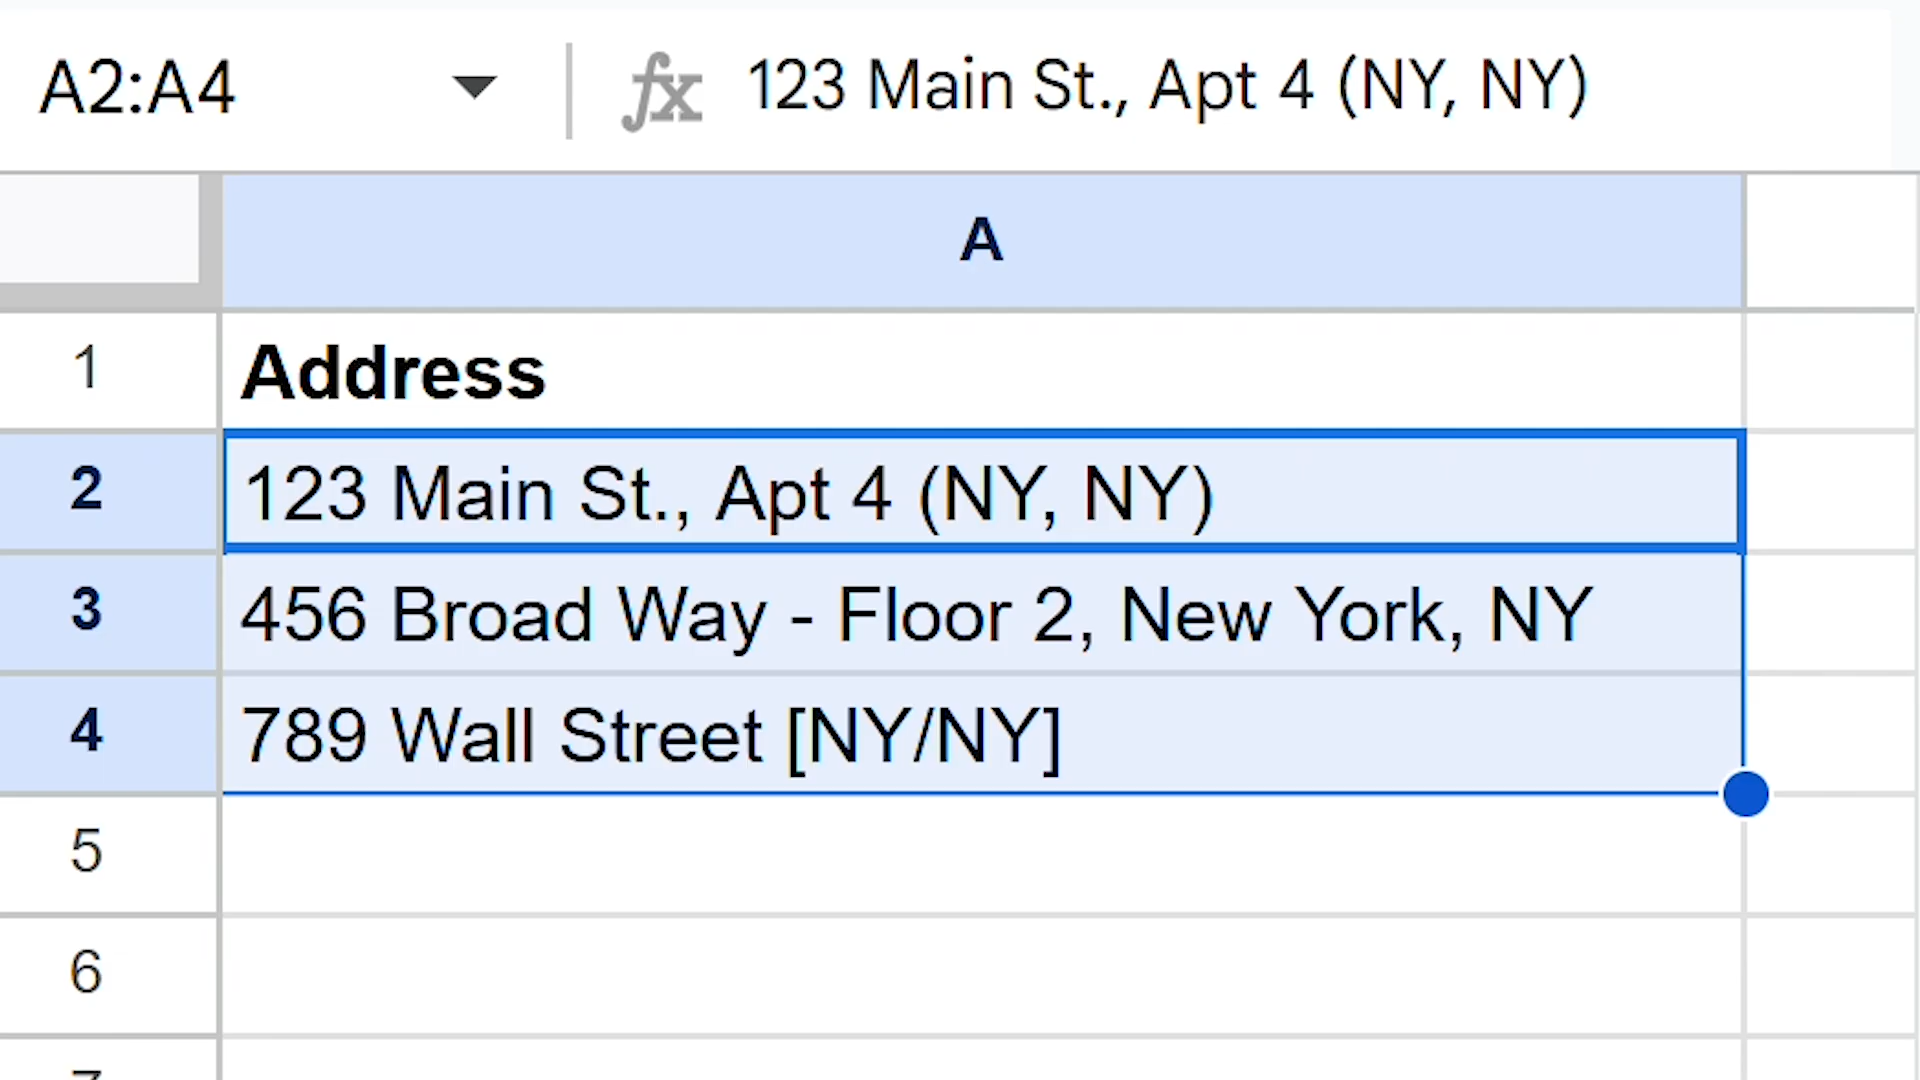 A2:A4
fx 123 Main St., Apt 4 (NY, NY)
A
1 Address
2 123 Main St., Apt 4 (NY, NY)
3 456 Broad Way - Floor 2, New York, NY
4 789 Wall Street [NY/NY]
5
6
7